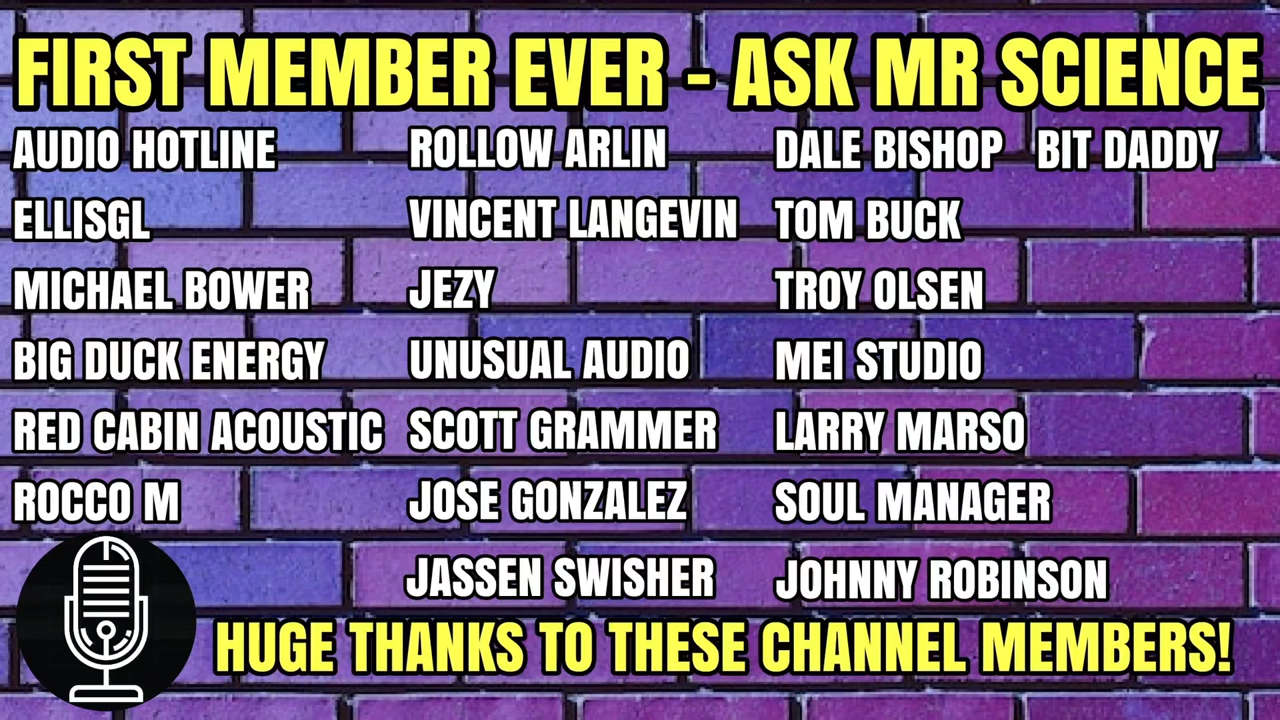 FIRST MEMBER EVER - ASK MR SCIENCE
AUDIO HOTLINE ROLLOW ARLIN DALE BISHOP BIT DADDY
ELLISGL VINCENT LANGEVIN TOM BUCK
MICHAEL BOWER JEZY TROY OLSEN
BIG DUCK ENERGY UNUSUAL AUDIO MEI STUDIO
RED CABIN ACOUSTIC SCOTT GRAMMER LARRY MARSO
ROCCO M JOSE GONZALEZ SOUL MANAGER
JASSEN SWISHER JOHNNY ROBINSON
HUGE THANKS TO THESE CHANNEL MEMBERS!